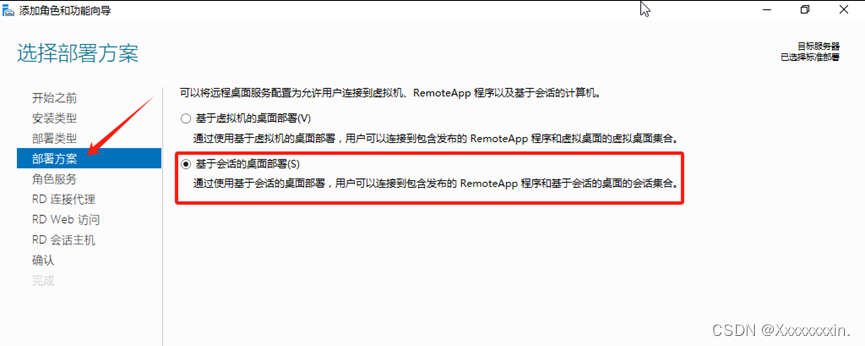 添加角色和功能向导
选择部署方案
目标服务器
已选择标准部署
开始之前
安装类型
部署类型
部署方案
角色服务
RD 连接代理
RD Web 访问
RD 会话主机
确认
完成
可以将远程桌面服务配置为允许用户连接到虚拟机、RemoteApp 程序以及基于会话的计算机。
基于虚拟机的桌面部署(V)
通过使用基于虚拟机的桌面部署，用户可以连接到包含发布的 RemoteApp 程序和虚拟桌面的虚拟桌面集合。
基于会话的桌面部署(S)
通过使用基于会话的桌面部署，用户可以连接到包含发布的 RemoteApp 程序和基于会话的桌面的会话集合。
CSDN @Xxxxxxxxin.